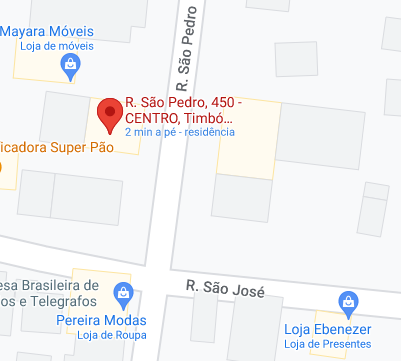 Mayara Móveis
Loja de móveis
R. São Pedro
R. São Pedro, 450 -
CENTRO, Timbó...
2 min a pé - residência
icadora Super Pão
R. São José
esa Brasileira de
os e Telegrafos
Pereira Modas
Loja de Roupa
Loja Ebenezer
Loja de Presentes